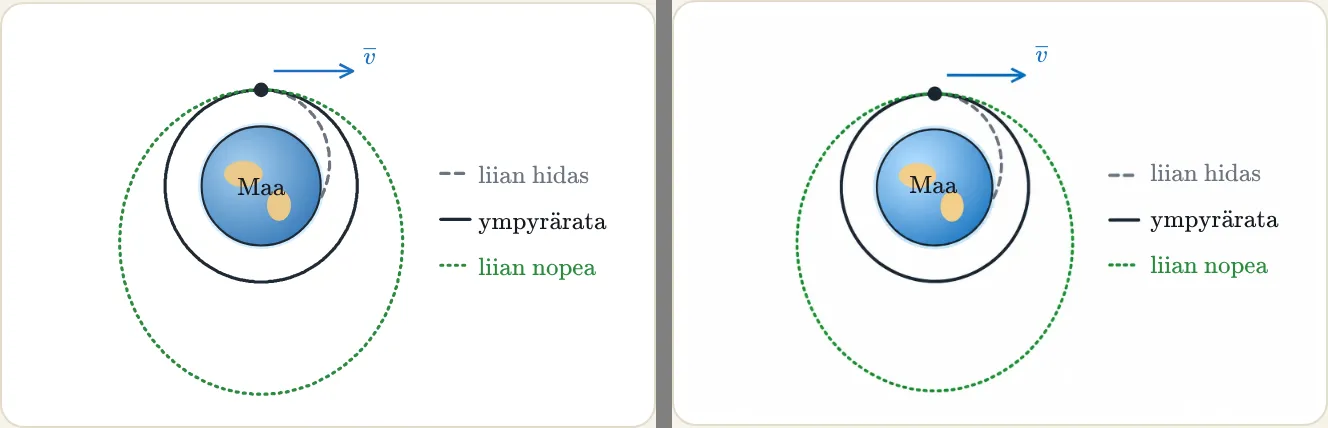 v̅
Maa
liian hidas
ympyrärata
liian nopea
v̅
Maa
liian hidas
ympyrärata
liian nopea